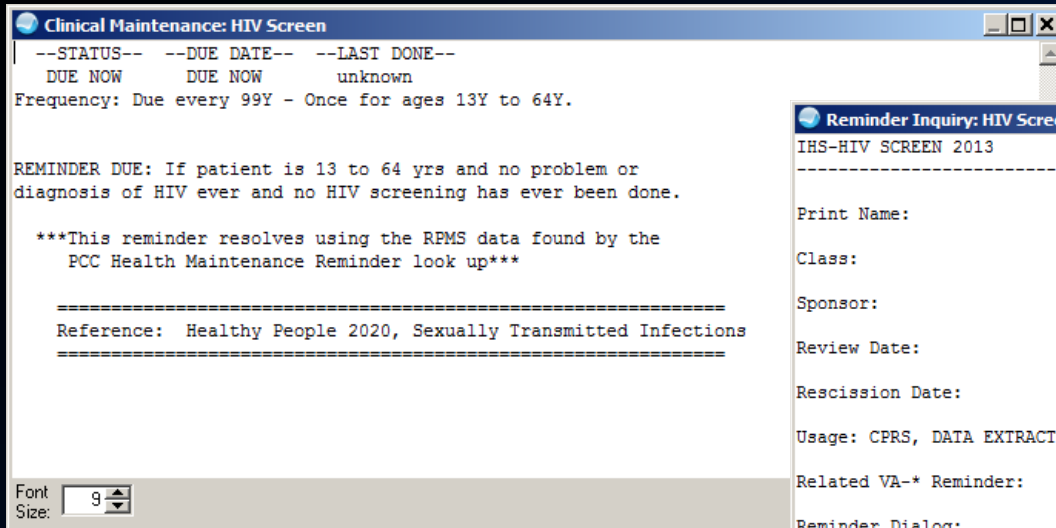 Clinical Maintenance: HIV Screen
--STATUS-- --DUE DATE-- --LAST DONE--
DUE NOW DUE NOW unknown
Frequency: Due every 99Y - Once for ages 13Y to 64Y.
REMINDER DUE: If patient is 13 to 64 yrs and no problem or
diagnosis of HIV ever and no HIV screening has ever been done.
***This reminder resolves using the RPMS data found by the
PCC Health Maintenance Reminder look up***
==============================================================
Reference: Healthy People 2020, Sexually Transmitted Infections
==============================================================
Font
Size:
9
Reminder Inquiry: HIV Scree
IHS-HIV SCREEN 2013
------------------------
Print Name:
Class:
Sponsor:
Review Date:
Rescission Date:
Usage: CPRS, DATA EXTRACT
Related VA-* Reminder:
Reminder Dialog: